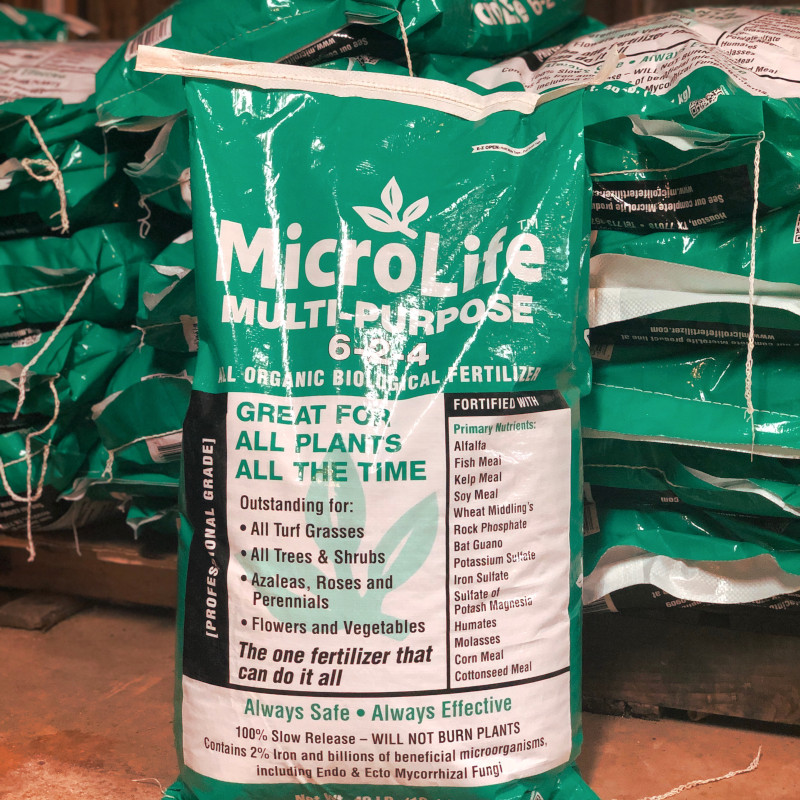 MicroLife
MULTI-PURPOSE
6-2-4
ALL ORGANIC BIOLOGICAL FERTILIZER
[PROFESSIONAL GRADE]
GREAT FOR
ALL PLANTS
ALL THE TIME
Outstanding for:
• All Turf Grasses
• All Trees & Shrubs
• Azaleas, Roses and
Perennials
• Flowers and Vegetables
The one fertilizer that
can do it all
FORTIFIED WITH
Primary Nutrients:
Alfalfa
Fish Meal
Kelp Meal
Soy Meal
Wheat Middling's
Rock Phosphate
Bat Guano
Potassium Sulfate
Iron Sulfate
Sulfate of
Potash Magnesia
Humates
Molasses
Corn Meal
Cottonseed Meal
Always Safe • Always Effective
100% Slow Release – WILL NOT BURN PLANTS
Contains 2% Iron and billions of beneficial microorganisms,
including Endo & Ecto Mycorrhizal Fungi